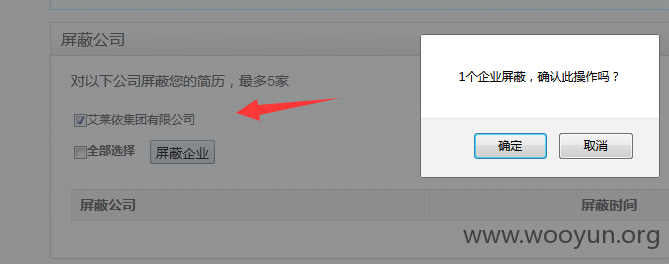 屏蔽公司
对以下公司屏蔽您的简历，最多5家
艾莱依集团有限公司
全部选择 屏蔽企业
屏蔽公司 屏蔽时间
1个企业屏蔽，确认此操作吗？
确定 取消
www.wooyun.org